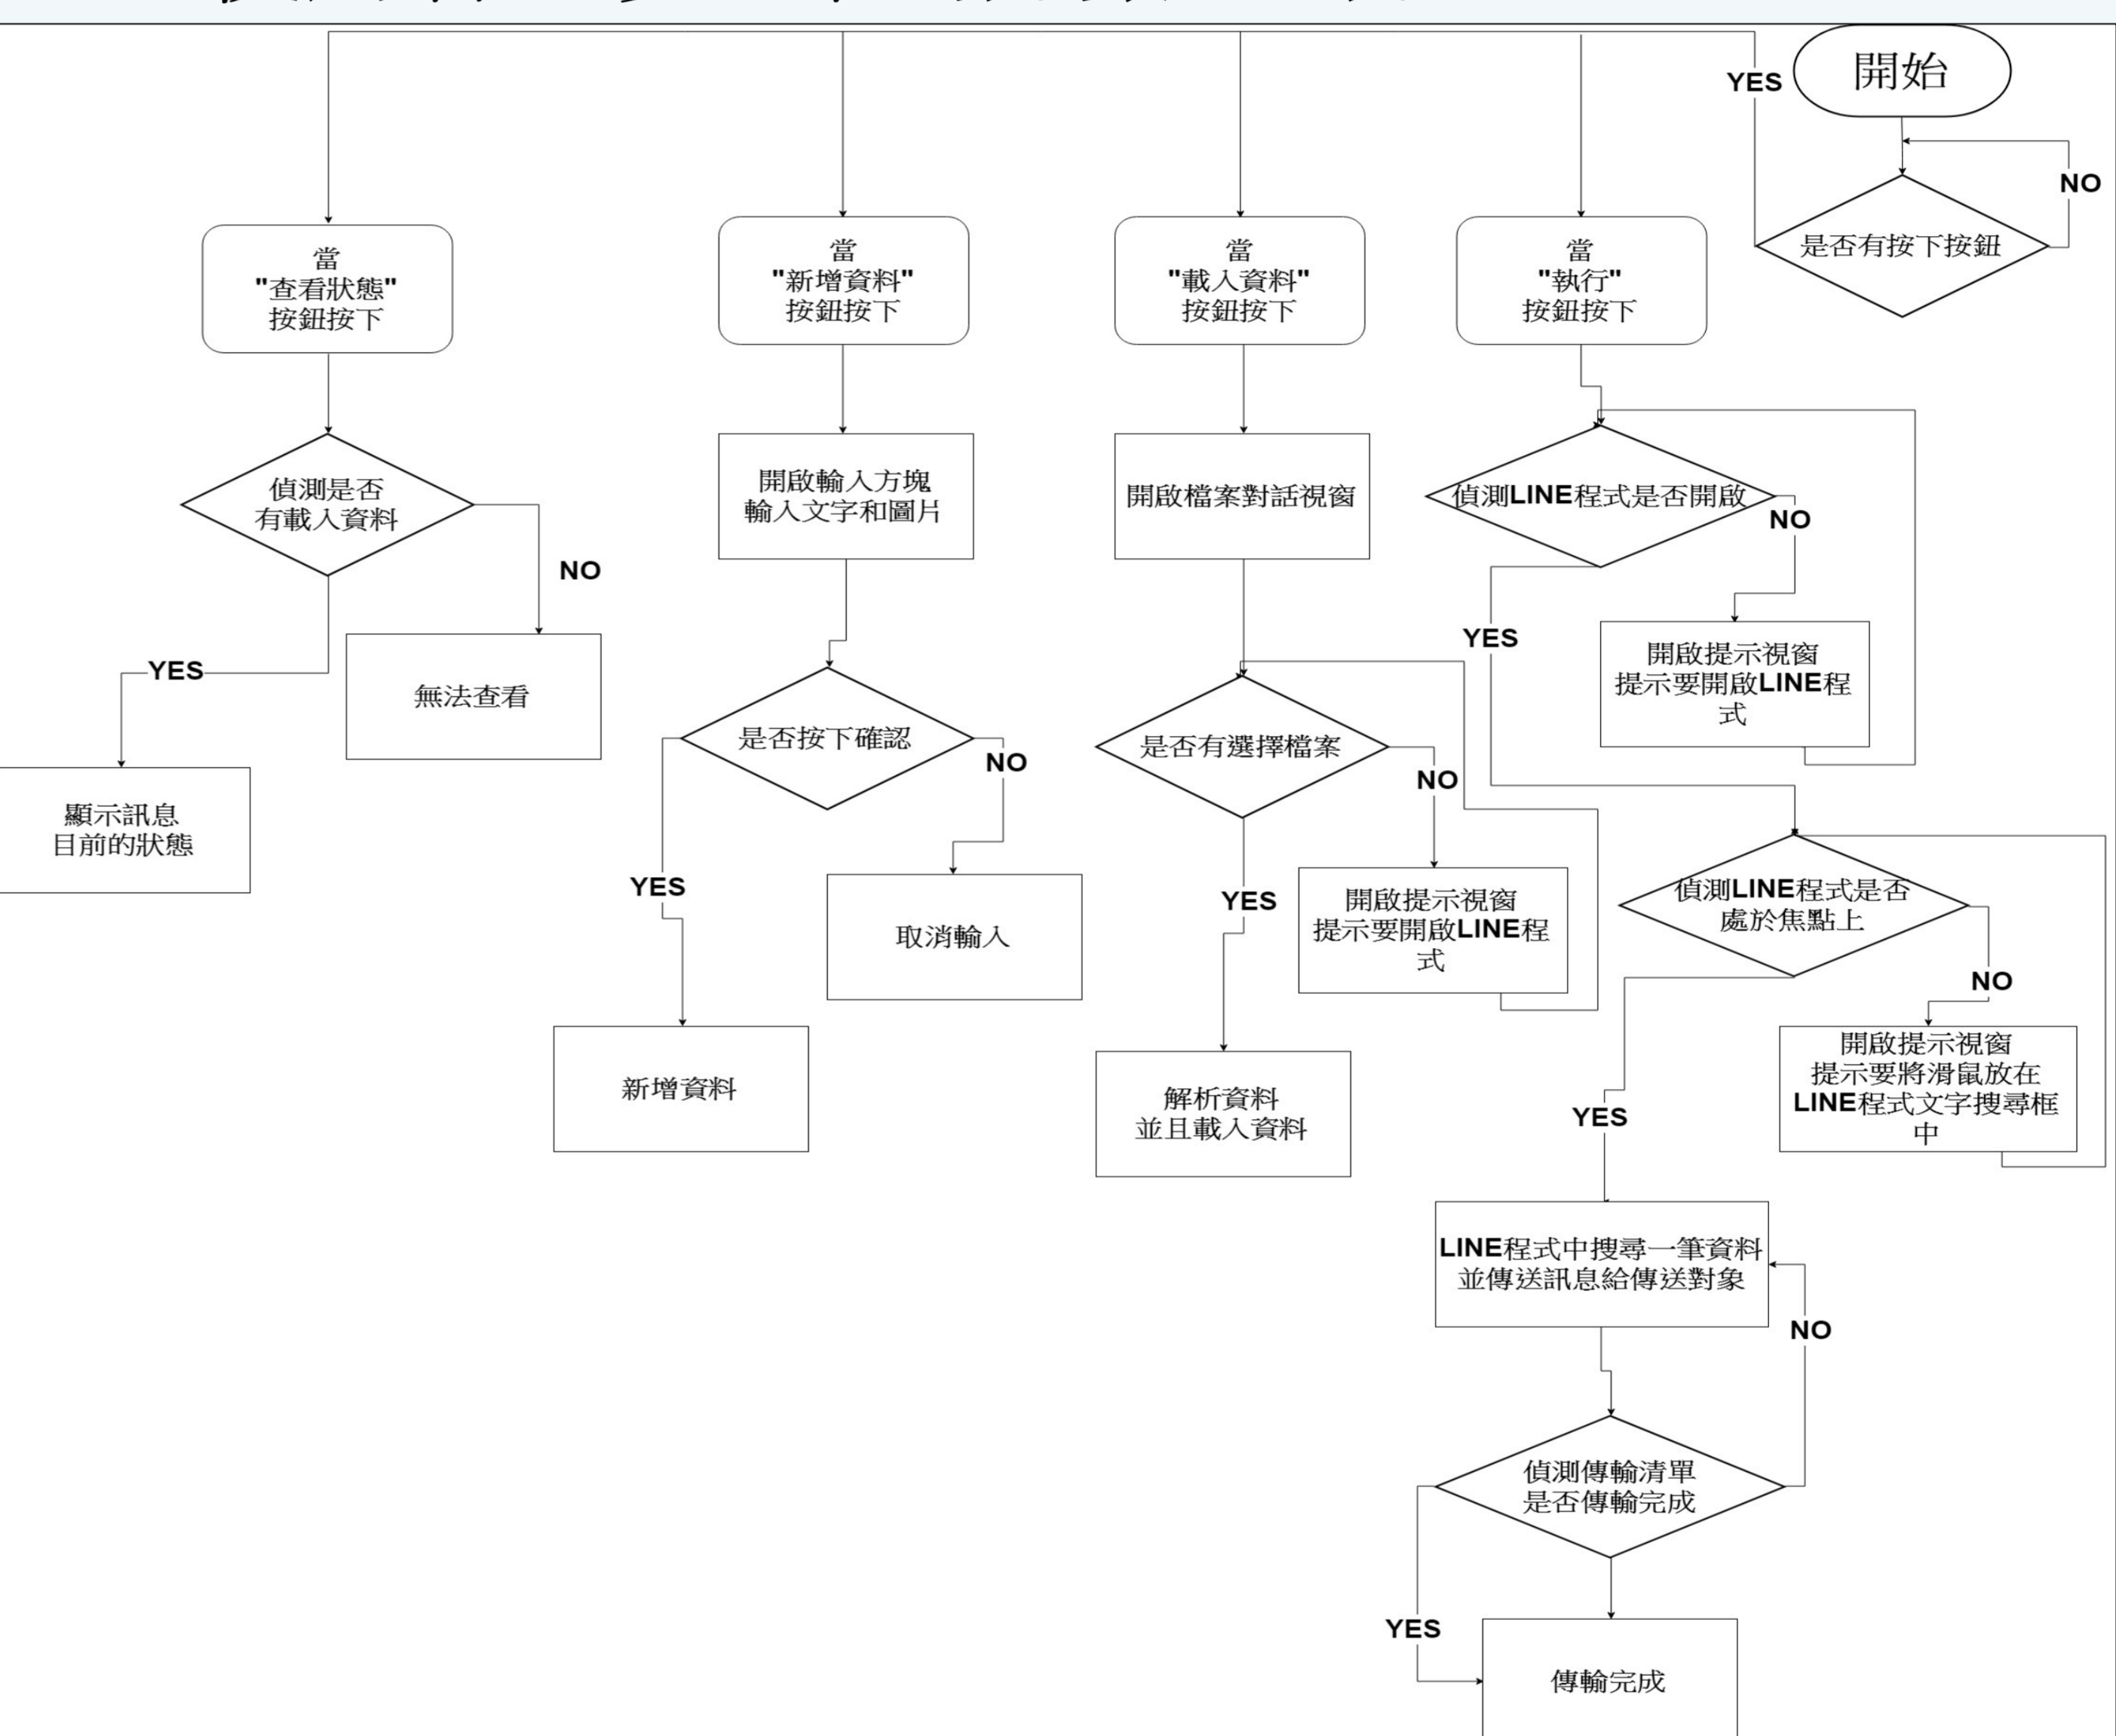 開始
YES
NO
是否有按下按鈕
當
"查看狀態"
按鈕按下
當
"新增資料"
按鈕按下
當
"載入資料"
按鈕按下
當
"執行"
按鈕按下
偵測是否
有載入資料
NO
YES
無法查看
顯示訊息
目前的狀態
開啟輸入方塊
輸入文字和圖片
是否按下確認
NO
YES
取消輸入
新增資料
開啟檔案對話視窗
是否有選擇檔案
NO
YES
開啟提示視窗
提示要開啟LINE程
式
解析資料
並且載入資料
偵測LINE程式是否開啟
NO
YES
開啟提示視窗
提示要開啟LINE程
式
偵測LINE程式是否
處於焦點上
NO
YES
開啟提示視窗
提示要將滑鼠放在
LINE程式文字搜尋框
中
LINE程式中搜尋一筆資料
並傳送訊息給傳送對象
NO
偵測傳輸清單
是否傳輸完成
YES
傳輸完成